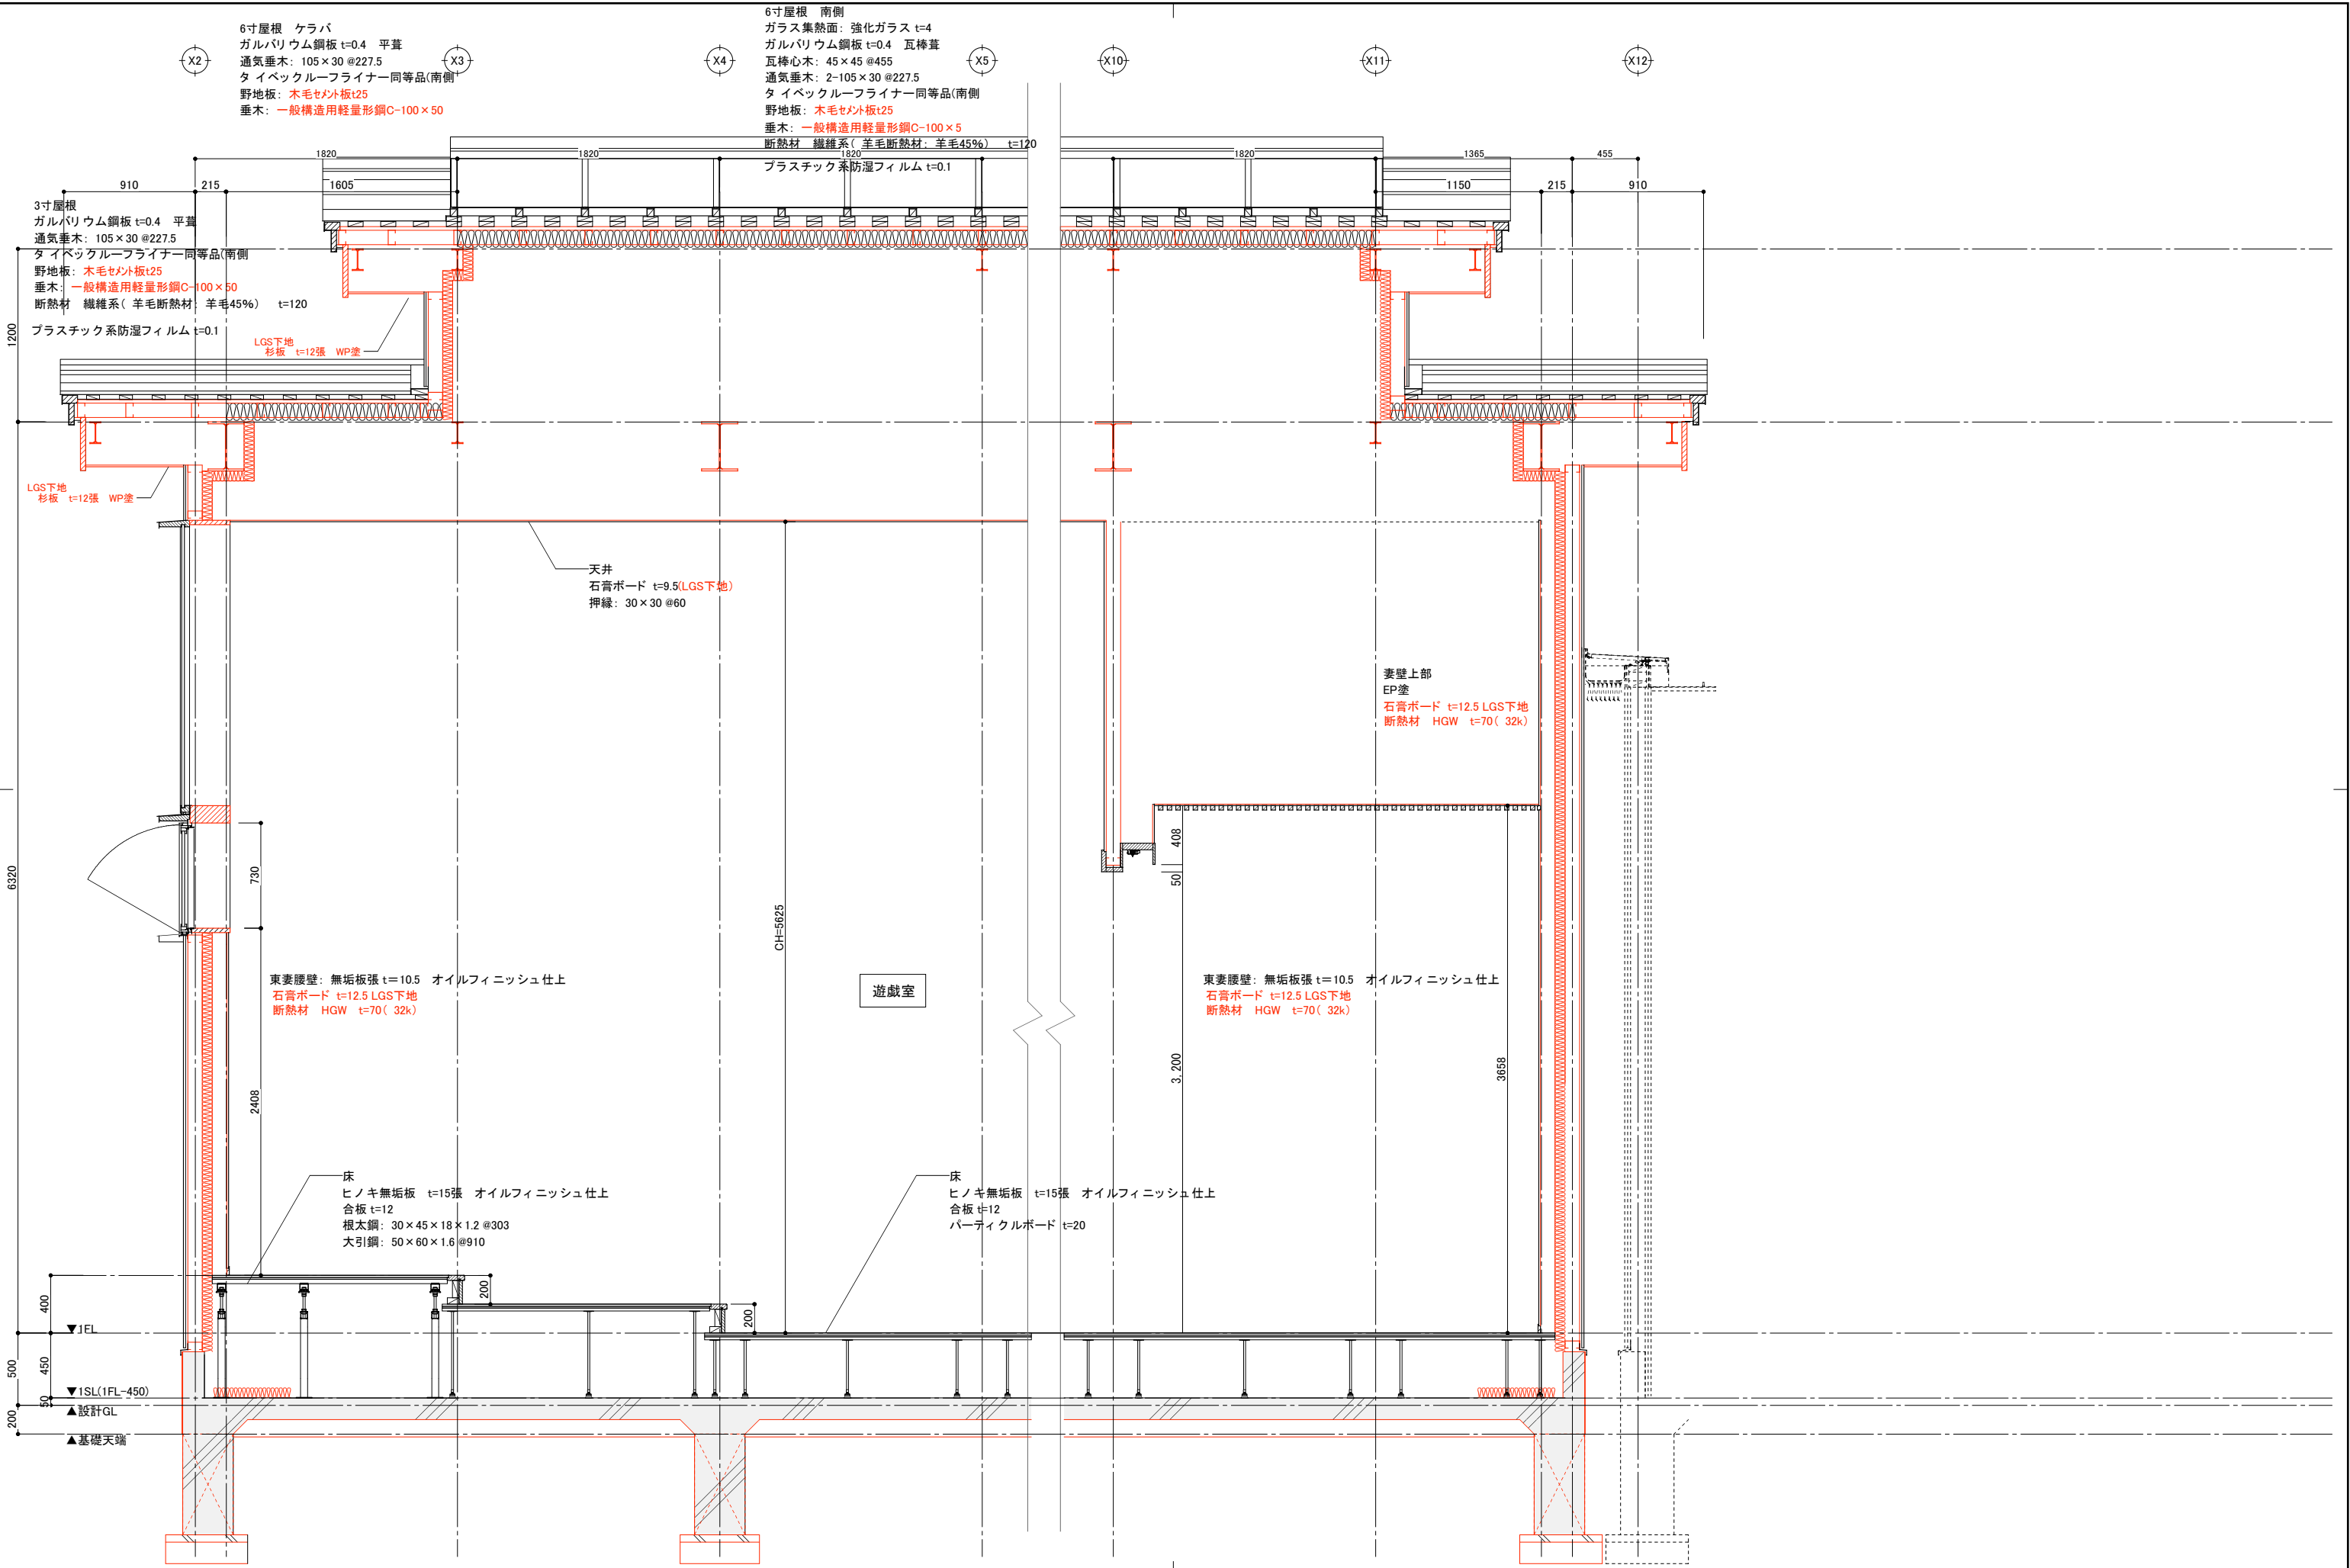 6寸屋根　ケラバ
ガルバリウム鋼板 t=0.4　平葺
通気垂木： 105×30 @227.5
タイベックルーフライナー同等品(南側
野地板： 木毛セメント板t25
垂木： 一般構造用軽量形鋼C-100×50
6寸屋根　南側
ガラス集熱面： 強化ガラス t=4
ガルバリウム鋼板 t=0.4　瓦棒葺
瓦棒心木： 45×45 @455
通気垂木： 2-105×30 @227.5
タイベックルーフライナー同等品(南側
野地板： 木毛セメント板t25
垂木： 一般構造用軽量形鋼C-100×5
断熱材　繊維系( 羊毛断熱材： 羊毛45%)　t=120
プラスチック系防湿フィルム t=0.1
X2
X3
X4
X5
X10
X11
X12
1820
1820
1820
1820
1365
455
910
215
1605
1150
215
910
3寸屋根
ガルバリウム鋼板 t=0.4　平葺
通気垂木： 105×30 @227.5
タイベックルーフライナー同等品(南側
野地板： 木毛セメント板t25
垂木： 一般構造用軽量形鋼C-100×50
断熱材　繊維系( 羊毛断熱材： 羊毛45%)　t=120
プラスチック系防湿フィルム t=0.1
1200
LGS下地
杉板　t=12張　WP塗
LGS下地
杉板　t=12張　WP塗
天井
石膏ボード t=9.5(LGS下地)
押縁： 30×30 @60
妻壁上部
EP塗
石膏ボード t=12.5 LGS下地
断熱材　HGW　t=70( 32k)
6320
730
408
50
CH=5625
東妻腰壁： 無垢板張 t＝10.5　オイルフィニッシュ仕上
石膏ボード t=12.5 LGS下地
断熱材　HGW　t=70( 32k)
遊戯室
東妻腰壁： 無垢板張 t＝10.5　オイルフィニッシュ仕上
石膏ボード t=12.5 LGS下地
断熱材　HGW　t=70( 32k)
2408
3,200
3658
床
ヒノキ無垢板　t=15張　オイルフィニッシュ仕上
合板 t=12
根太鋼： 30×45×18×1.2 @303
大引鋼： 50×60×1.6 @910
床
ヒノキ無垢板　t=15張　オイルフィニッシュ仕上
合板 t=12
パーティクルボード t=20
200
200
400
▼1FL
500
450
▼1SL(1FL-450)
50
▲設計GL
200
▲基礎天端